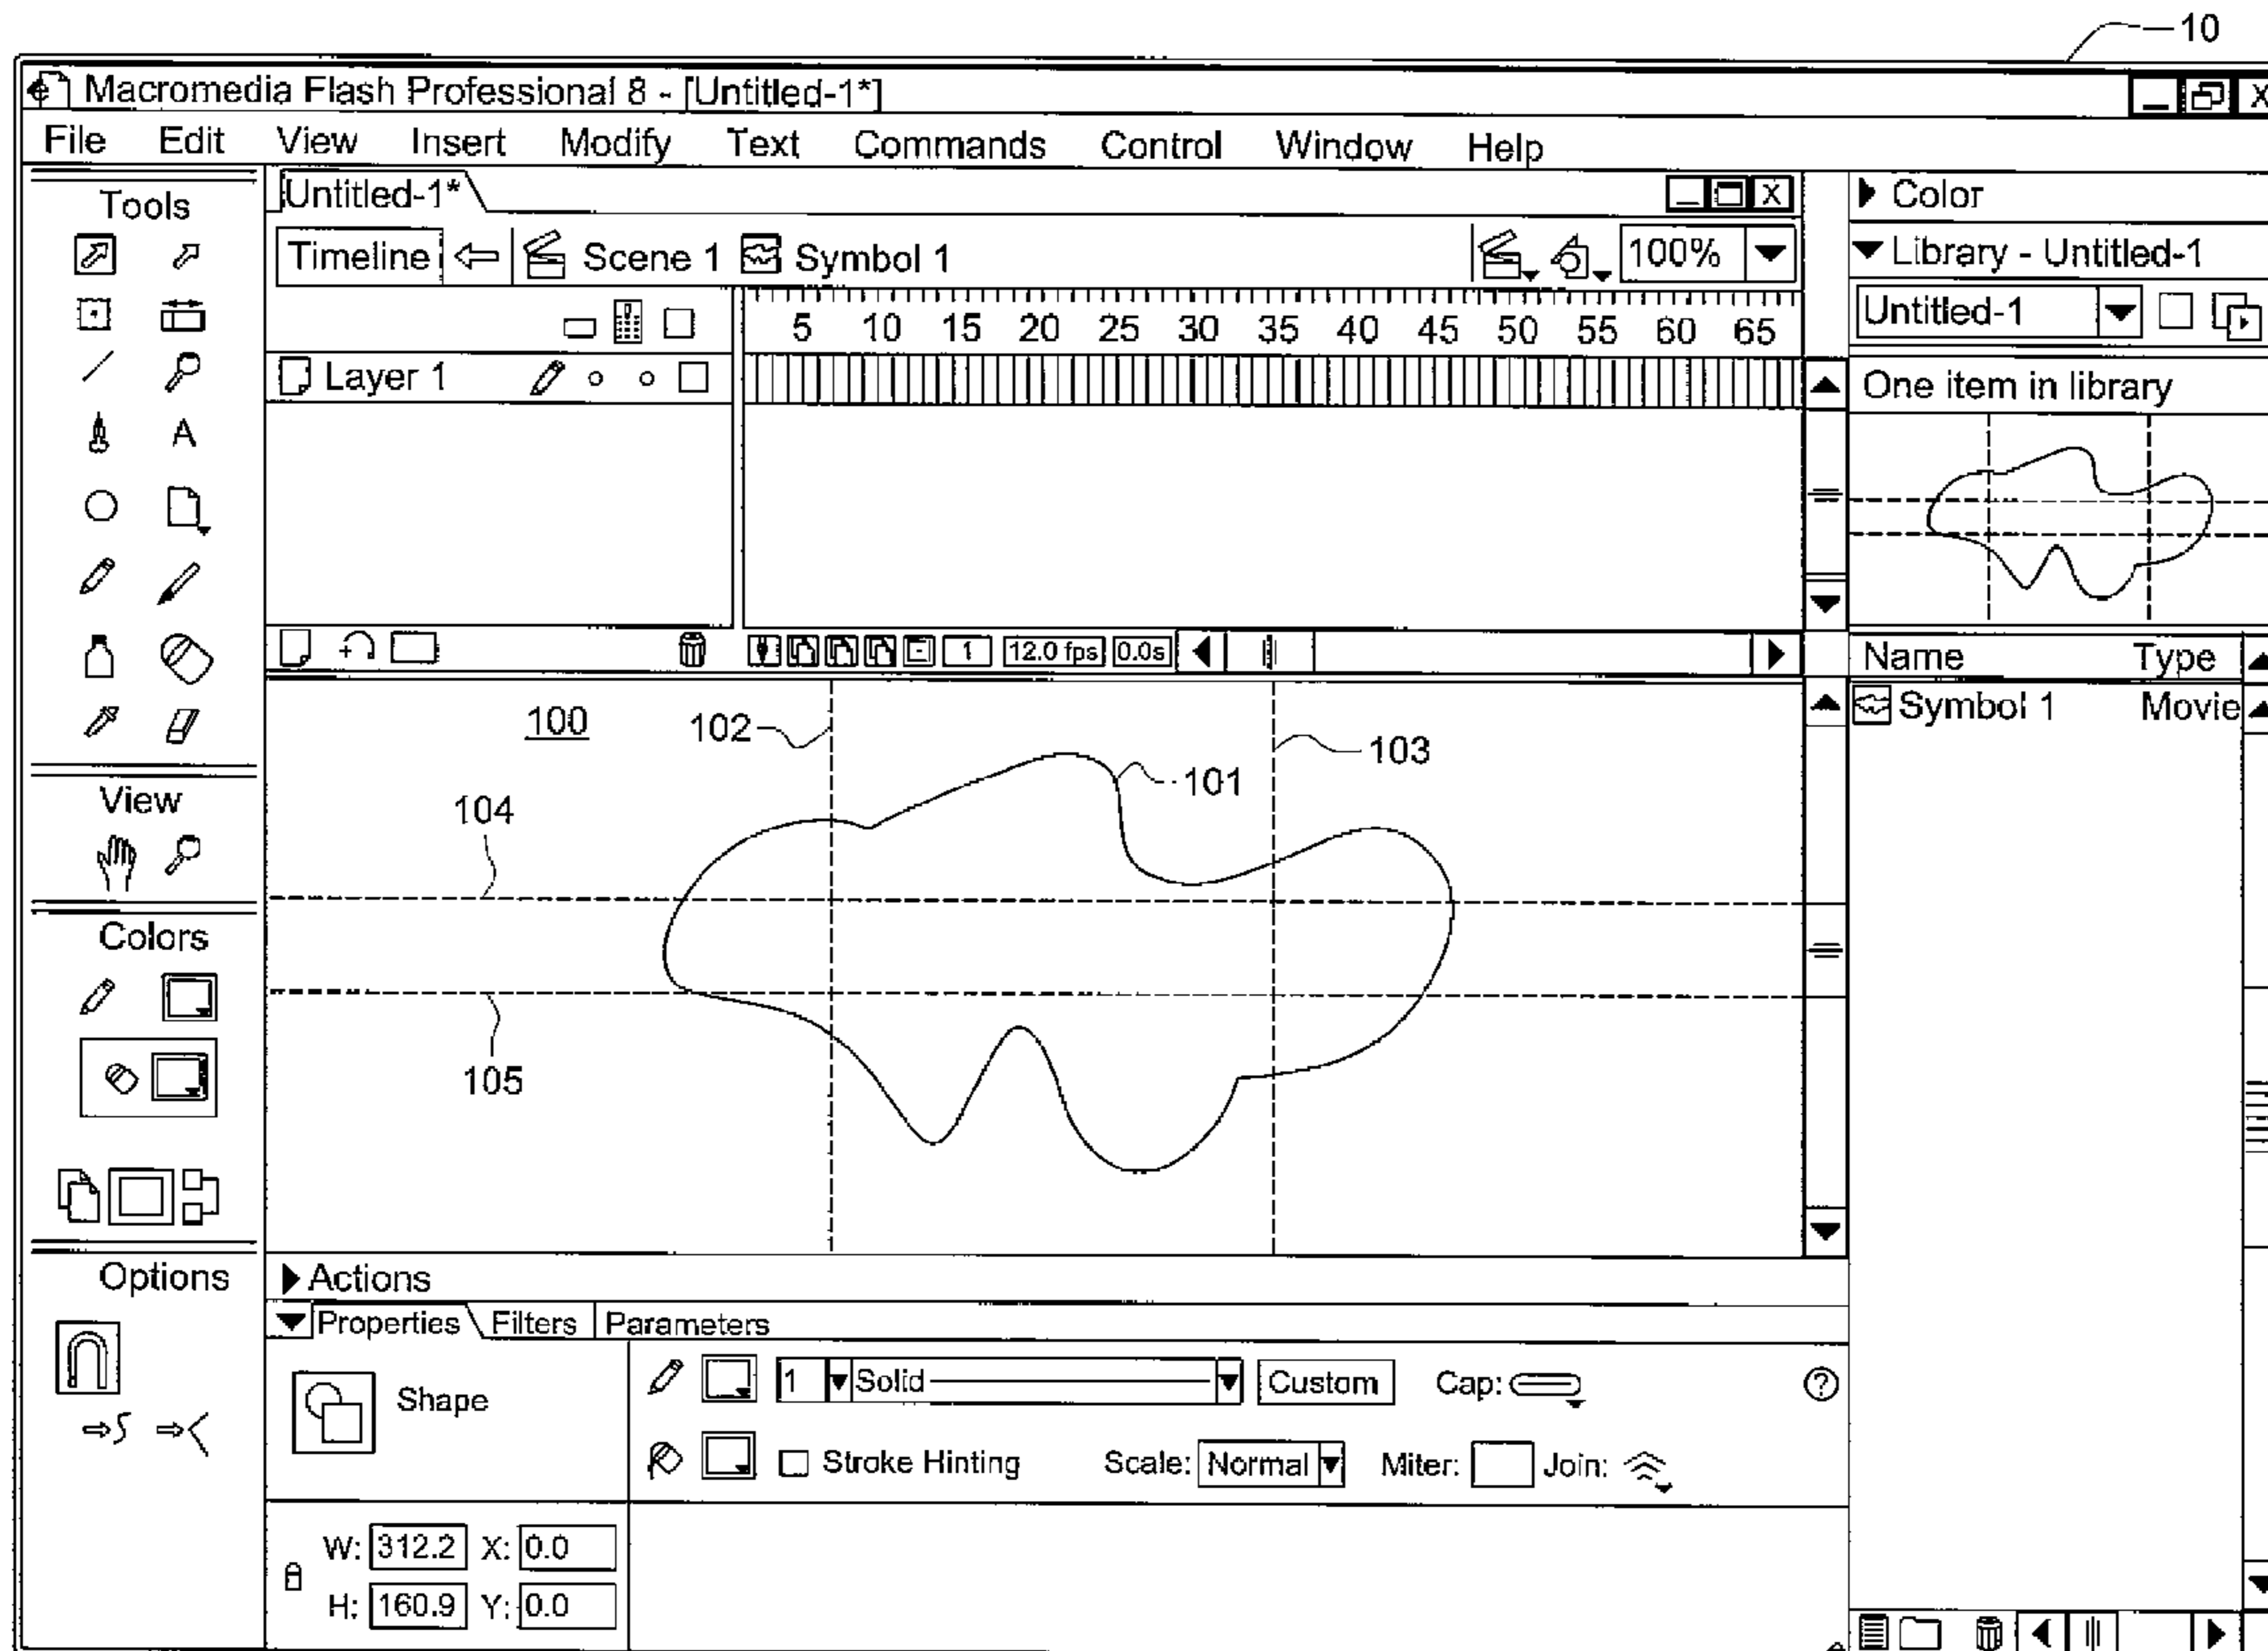 10
Macromedia Flash Professional 8 - [Untitled-1*]
File Edit View Insert Modify Text Commands Control Window Help
Tools
A
View
Colors
Options
Untitled-1*
Timeline Scene 1 Symbol 1 100%
5 10 15 20 25 30 35 40 45 50 55 60 65
Layer 1
1 12.0 fps 0.0s
100 102 103
101
104
105
Actions
Properties Filters Parameters
Shape
1 Solid Custom Cap: ?
Stroke Hinting Scale: Normal Miter: Join:
W: 312.2 X: 0.0
H: 160.9 Y: 0.0
Color
Library - Untitled-1
Untitled-1
One item in library
Name Type
Symbol 1 Movie